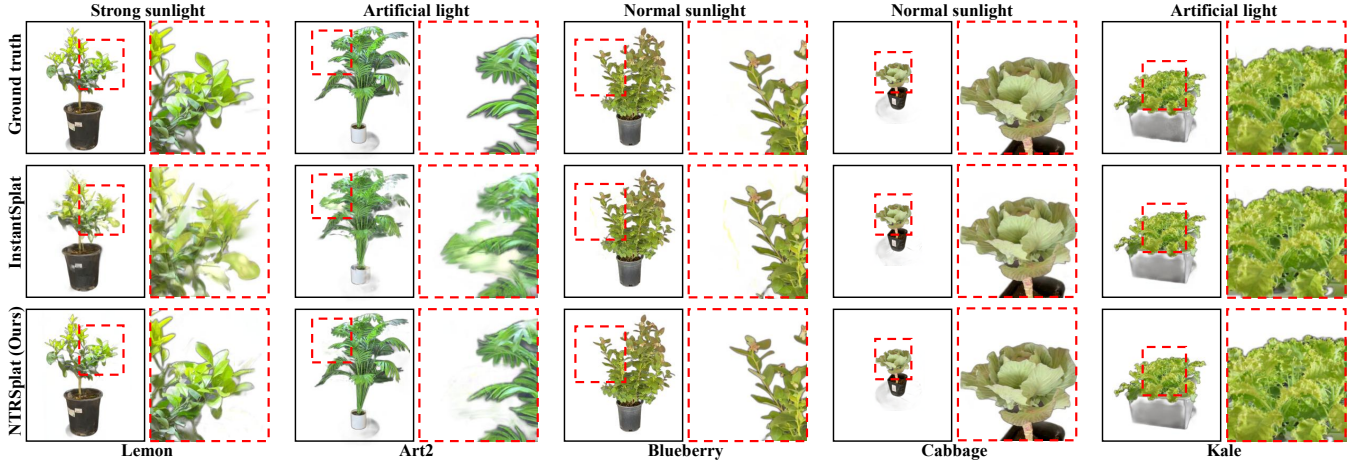 Strong sunlight
Artificial light
Normal sunlight
Normal sunlight
Artificial light
Ground truth
InstantSplat
NTRSplat (Ours)
Lemon
Art2
Blueberry
Cabbage
Kale